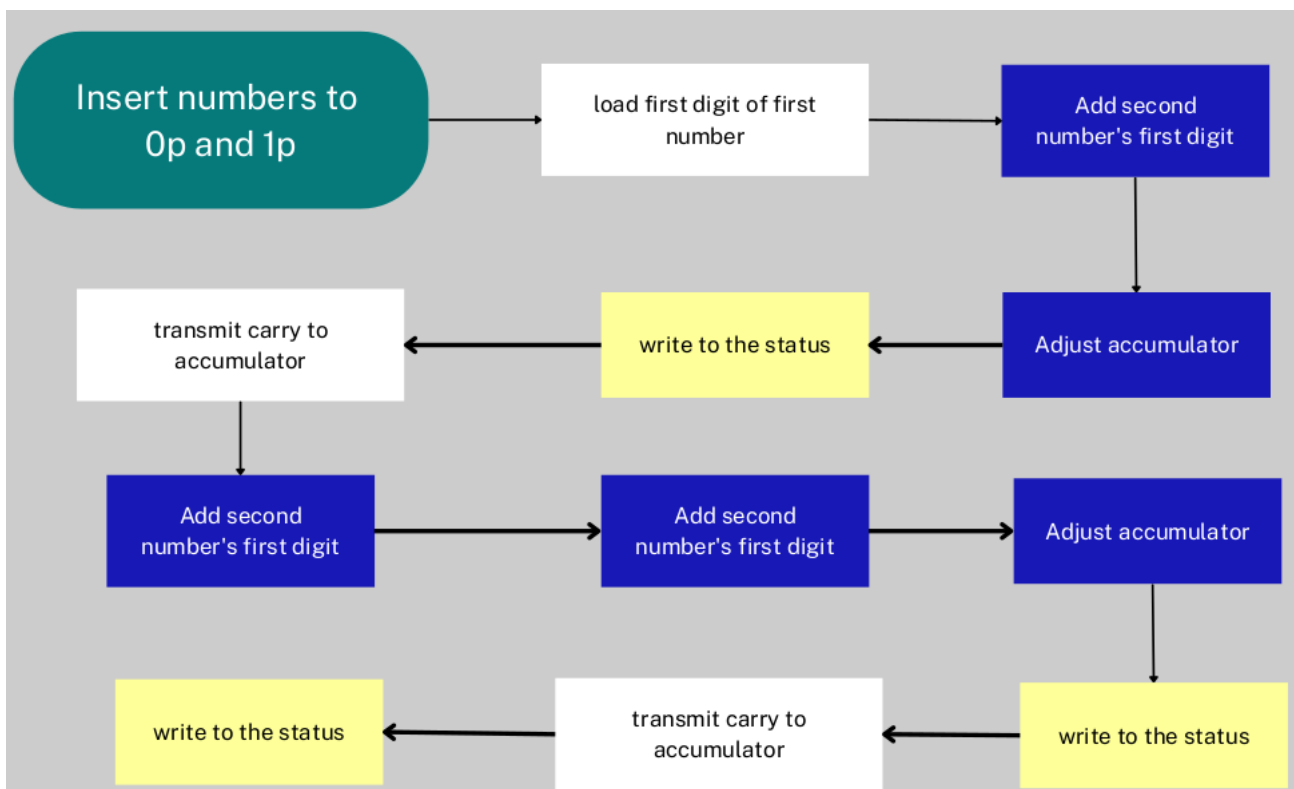 Insert numbers to
0p and 1p
load first digit of first
number
Add second
number's first digit
Adjust accumulator
write to the status
transmit carry to
accumulator
Add second
number's first digit
Add second
number's first digit
Adjust accumulator
write to the status
transmit carry to
accumulator
write to the status